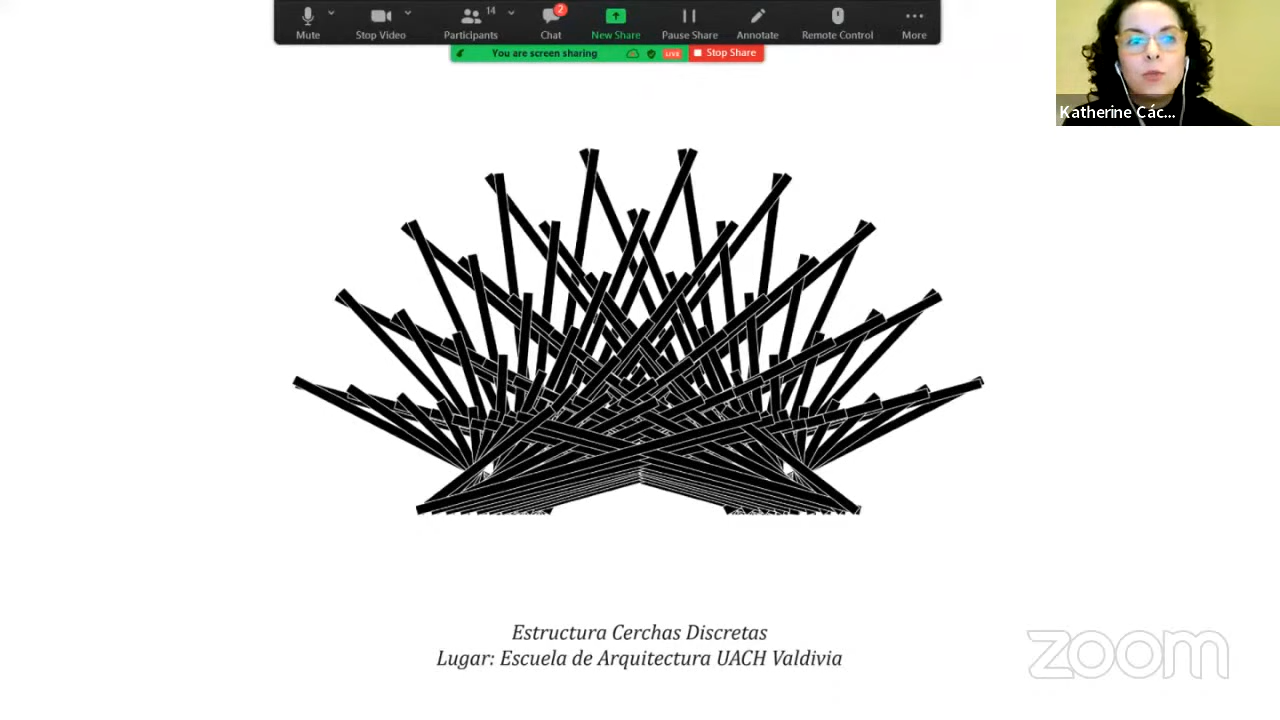 14
2
Mute
Stop Video
Participants
Chat
New Share
Pause Share
Annotate
Remote Control
More
You are screen sharing
LIVE
Stop Share
Katherine Các...
Estructura Cerchas Discretas
Lugar: Escuela de Arquitectura UACH Valdivia
zoom